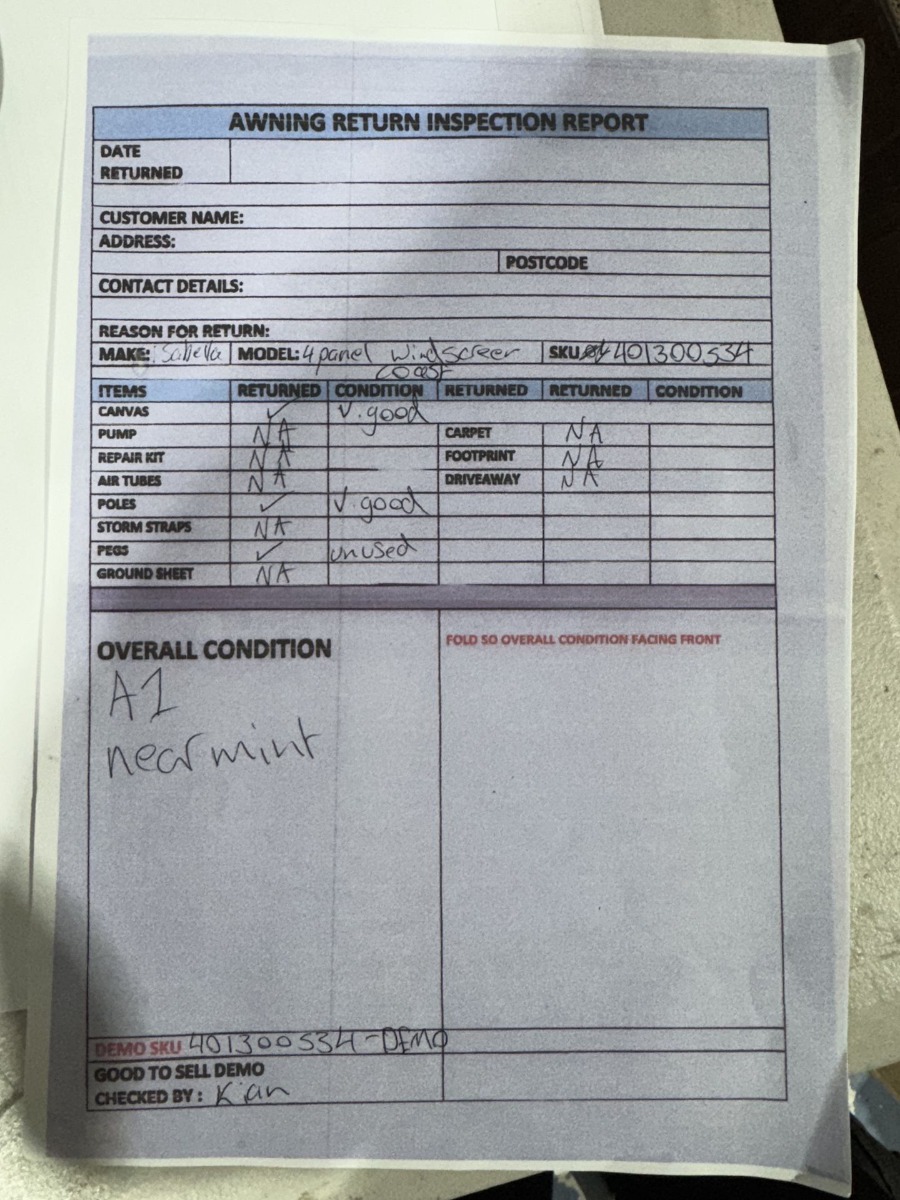 AWNING RETURN INSPECTION REPORT
DATE RETURNED
CUSTOMER NAME:
ADDRESS:
POSTCODE
CONTACT DETAILS:
REASON FOR RETURN:
MAKE: isabella MODEL: 4 panel windscreen SKU 401300534
coast
ITEMS RETURNED CONDITION RETURNED RETURNED CONDITION
CANVAS ✓ V. good
PUMP NA CARPET NA
REPAIR KIT NA FOOTPRINT NA
AIR TUBES NA DRIVEAWAY NA
POLES ✓ V. good
STORM STRAPS NA
PEGS ✓ unused
GROUND SHEET NA
OVERALL CONDITION FOLD SO OVERALL CONDITION FACING FRONT
A1
near mint
DEMO SKU 401300534-DEMO
GOOD TO SELL DEMO
CHECKED BY: Kian